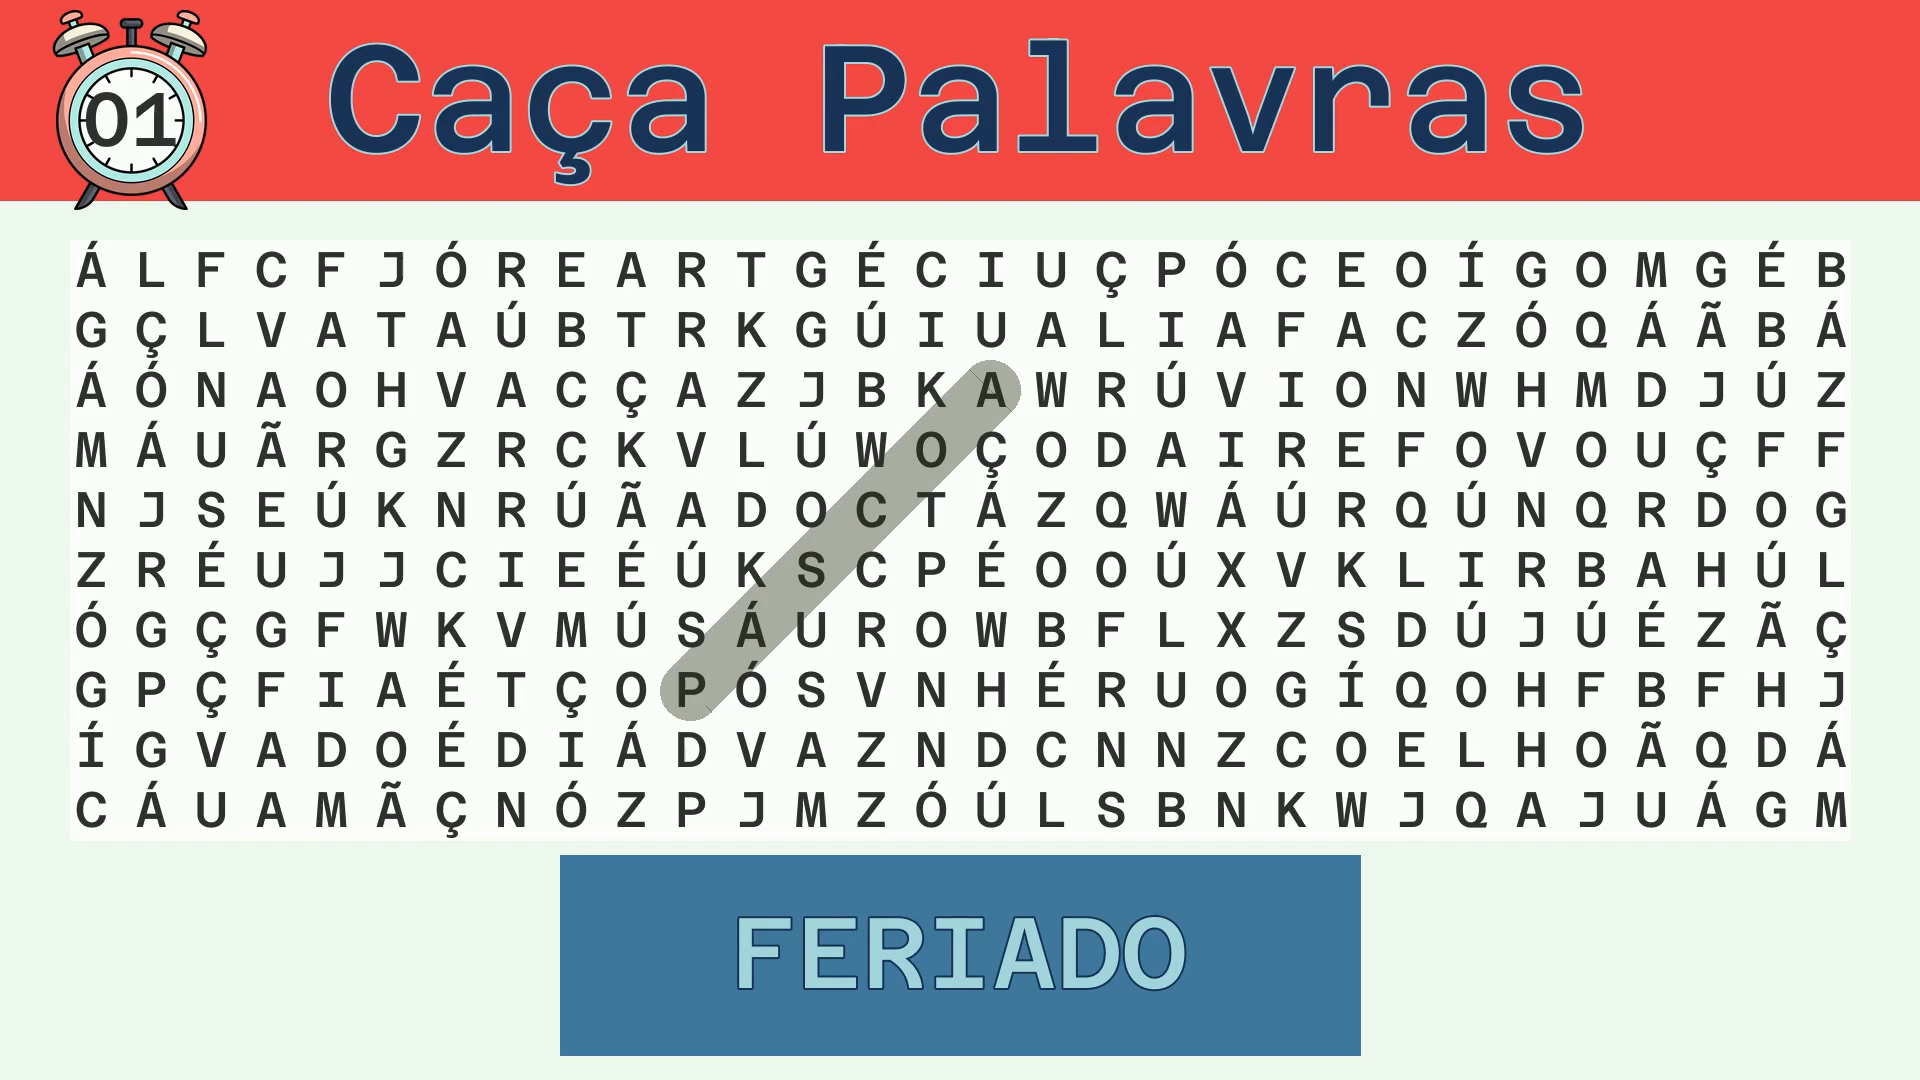 01
Caça Palavras
Á L F C F J Ó R E A R T G É C I U Ç P Ó C E O Í G O M G É B
G Ç L V A T A Ú B T R K G Ú I U A L I A F A C Z Ó Q Á Ã B Á
Á Ó N A O H V A C Ç A Z J B K A W R Ú V I O N W H M D J Ú Z
M Á U Ã R G Z R C K V L Ú W O Ç O D A I R E F O V O U Ç F F
N J S E Ú K N R Ú Ã A D O C T Á Z Q W Á Ú R Q Ú N Q R D O G
Z R É U J J C I E É Ú K S C P É O O Ú X V K L I R B A H Ú L
Ó G Ç G F W K V M Ú S Á U R O W B F L X Z S D Ú J Ú É Z Ã Ç
G P Ç F I A É T Ç O P Ó S V N H É R U O G Í Q O H F B F H J
Í G V A D O É D I Á D V A Z N D C N N Z C O E L H O Ã Q D Á
C Á U A M Ã Ç N Ó Z P J M Z Ó Ú L S B N K W J Q A J U Á G M
FERIADO